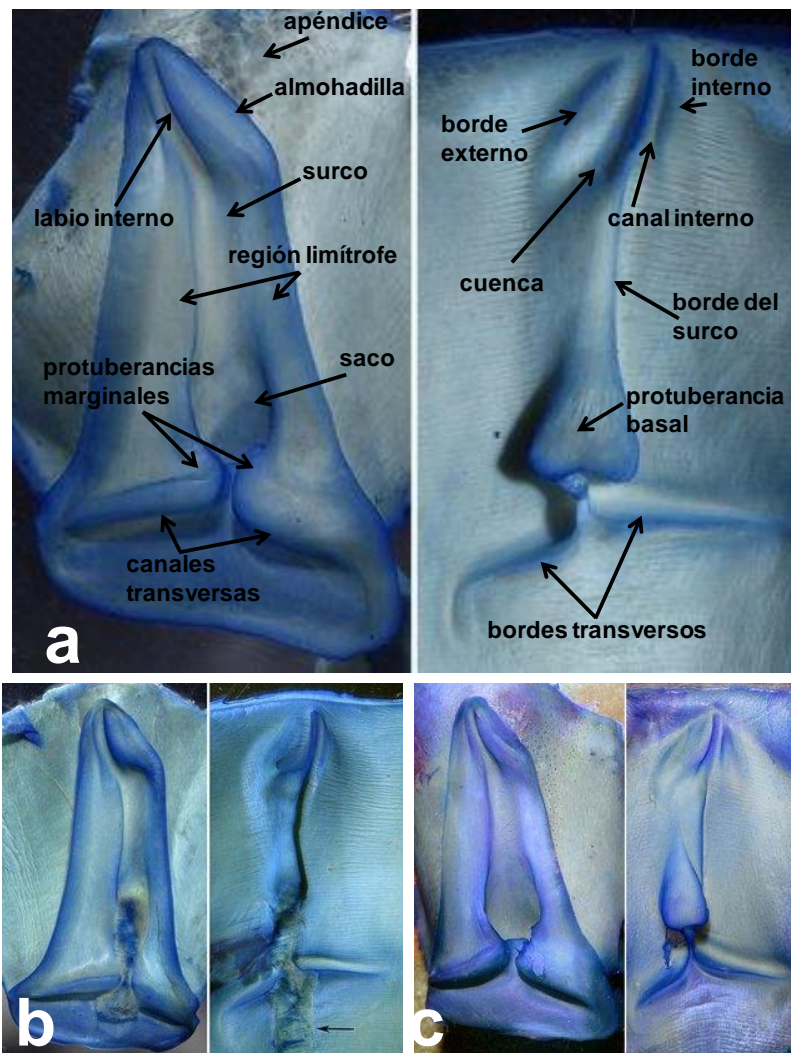 apéndice
almohadilla
surco
labio interno
región limítrofe
protuberancias
marginales
saco
canales
transversas
a
borde
interno
borde
externo
canal interno
cuenca
borde del
surco
protuberancia
basal
bordes transversos
b
c